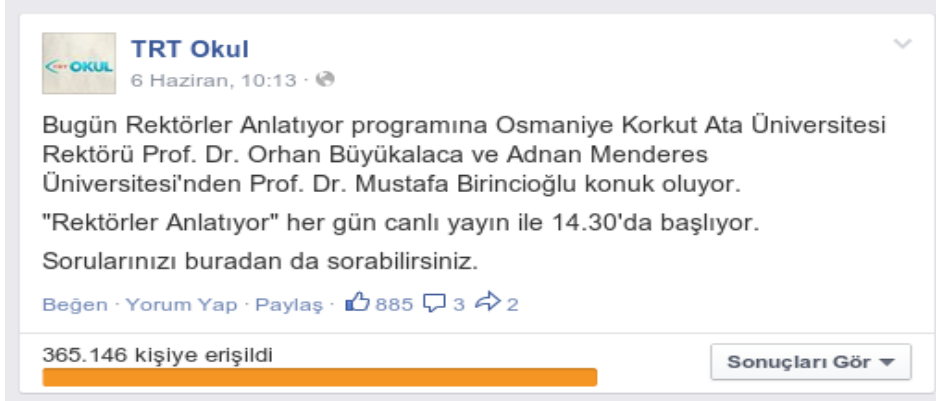 TRT OKUL
TRT Okul
6 Haziran, 10:13 ·
Bugün Rektörler Anlatıyor programına Osmaniye Korkut Ata Üniversitesi
Rektörü Prof. Dr. Orhan Büyükalaca ve Adnan Menderes
Üniversitesi'nden Prof. Dr. Mustafa Birincioğlu konuk oluyor.
"Rektörler Anlatıyor" her gün canlı yayın ile 14.30'da başlıyor.
Sorularınızı buradan da sorabilirsiniz.
Beğen · Yorum Yap · Paylaş · 885 3 2
365.146 kişiye erişildi
Sonuçları Gör